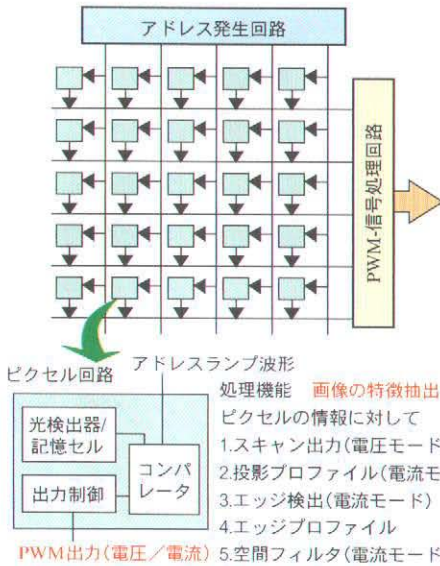 アドレス発生回路
PWM-信号処理回路
アドレスランプ波形
ピクセル回路
光検出器/
記憶セル
コンパ
レータ
出力制御
PWM出力(電圧／電流)
処理機能 画像の特徴抽出
ピクセルの情報に対して
1.スキャン出力(電圧モード
2.投影プロファイル(電流モ
3.エッジ検出(電流モード)
4.エッジプロファイル
5.空間フィルタ(電流モード